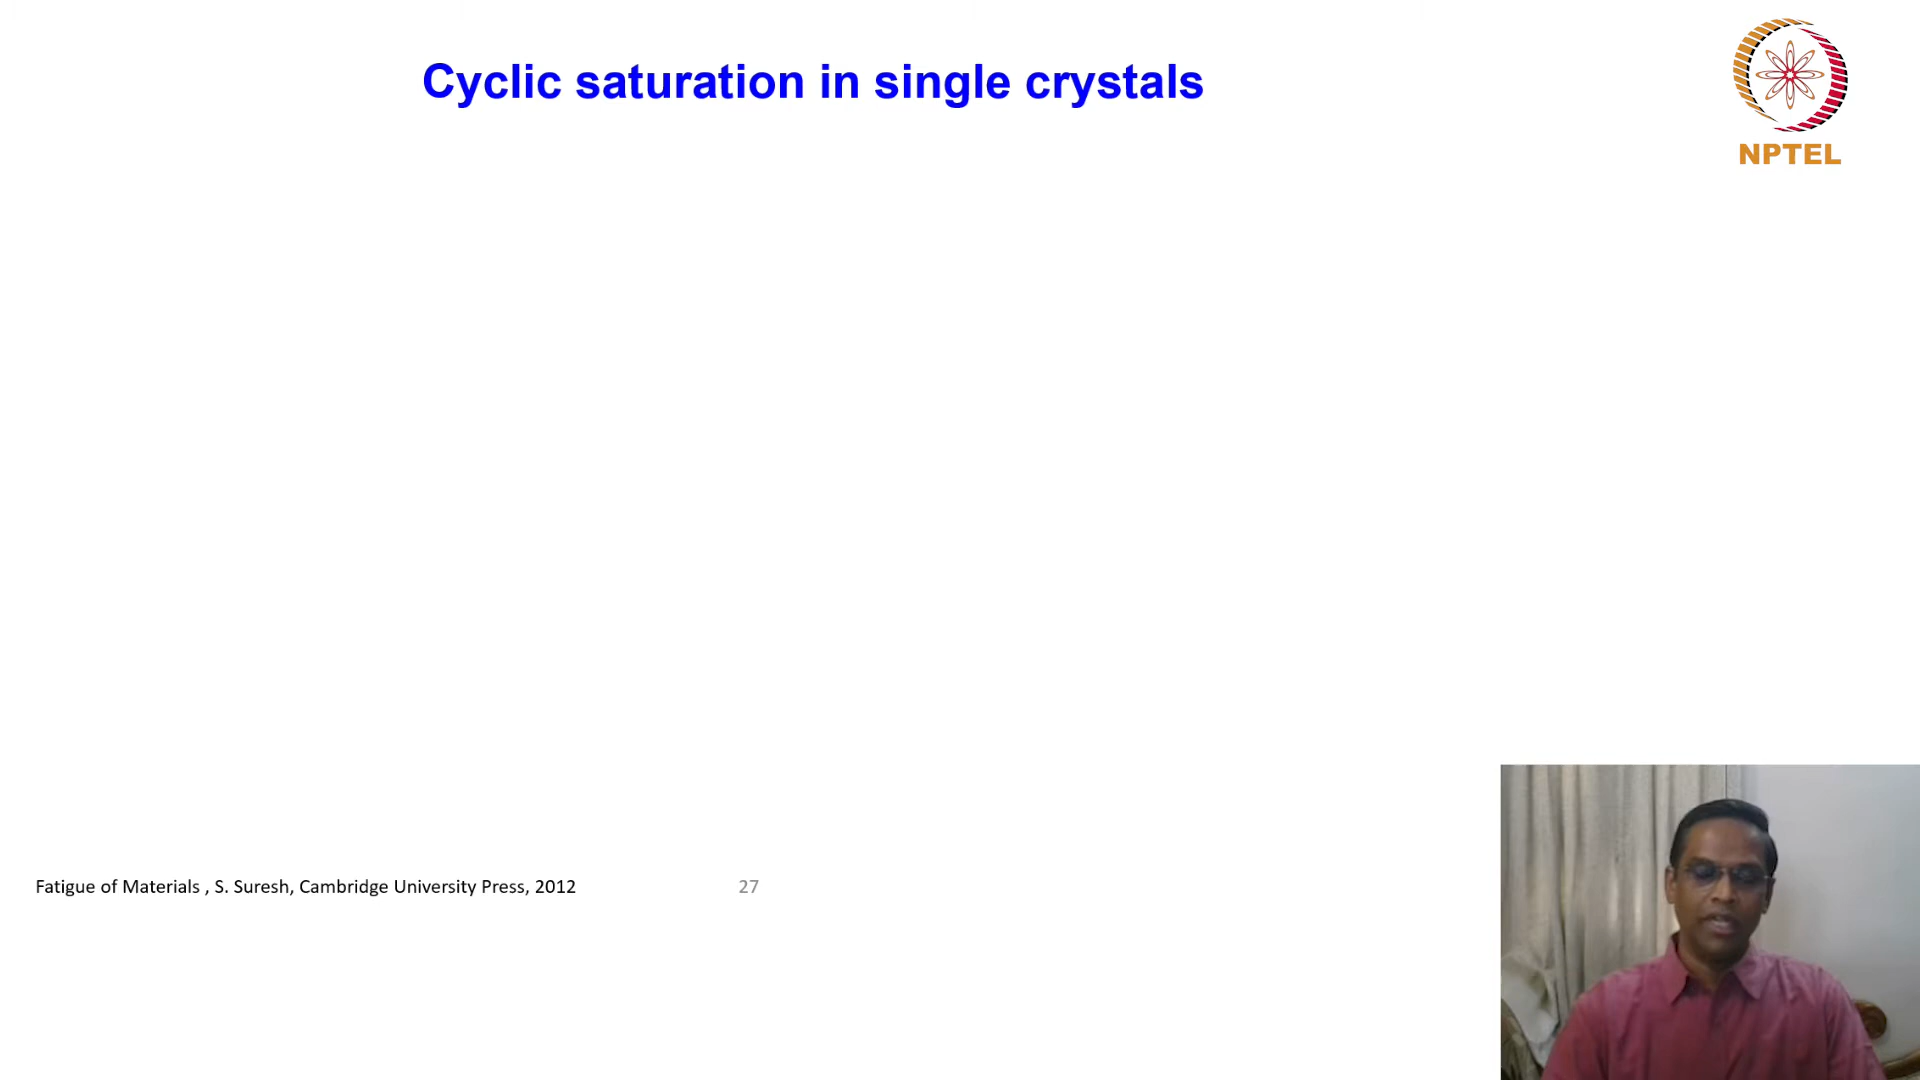 Cyclic saturation in single crystals
NPTEL
Fatigue of Materials , S. Suresh, Cambridge University Press, 2012
27